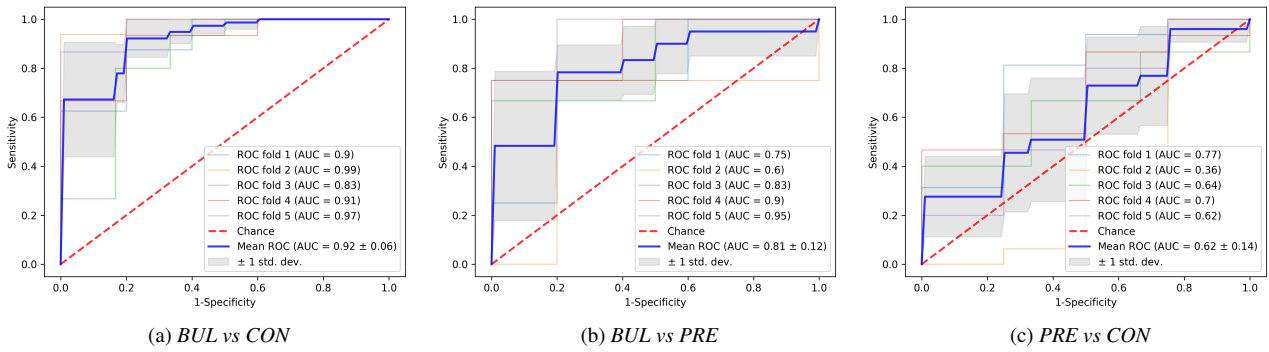 1.0
0.8
0.6
0.4
0.2
0.0
Sensitivity
0.0 0.2 0.4 0.6 0.8 1.0
1-Specificity
ROC fold 1 (AUC = 0.9)
ROC fold 2 (AUC = 0.99)
ROC fold 3 (AUC = 0.83)
ROC fold 4 (AUC = 0.91)
ROC fold 5 (AUC = 0.97)
Chance
Mean ROC (AUC = 0.92 ± 0.06)
± 1 std. dev.
(a) BUL vs CON
1.0
0.8
0.6
0.4
0.2
0.0
Sensitivity
0.0 0.2 0.4 0.6 0.8 1.0
1-Specificity
ROC fold 1 (AUC = 0.75)
ROC fold 2 (AUC = 0.6)
ROC fold 3 (AUC = 0.83)
ROC fold 4 (AUC = 0.9)
ROC fold 5 (AUC = 0.95)
Chance
Mean ROC (AUC = 0.81 ± 0.12)
± 1 std. dev.
(b) BUL vs PRE
1.0
0.8
0.6
0.4
0.2
0.0
Sensitivity
0.0 0.2 0.4 0.6 0.8 1.0
1-Specificity
ROC fold 1 (AUC = 0.77)
ROC fold 2 (AUC = 0.36)
ROC fold 3 (AUC = 0.64)
ROC fold 4 (AUC = 0.7)
ROC fold 5 (AUC = 0.62)
Chance
Mean ROC (AUC = 0.62 ± 0.14)
± 1 std. dev.
(c) PRE vs CON